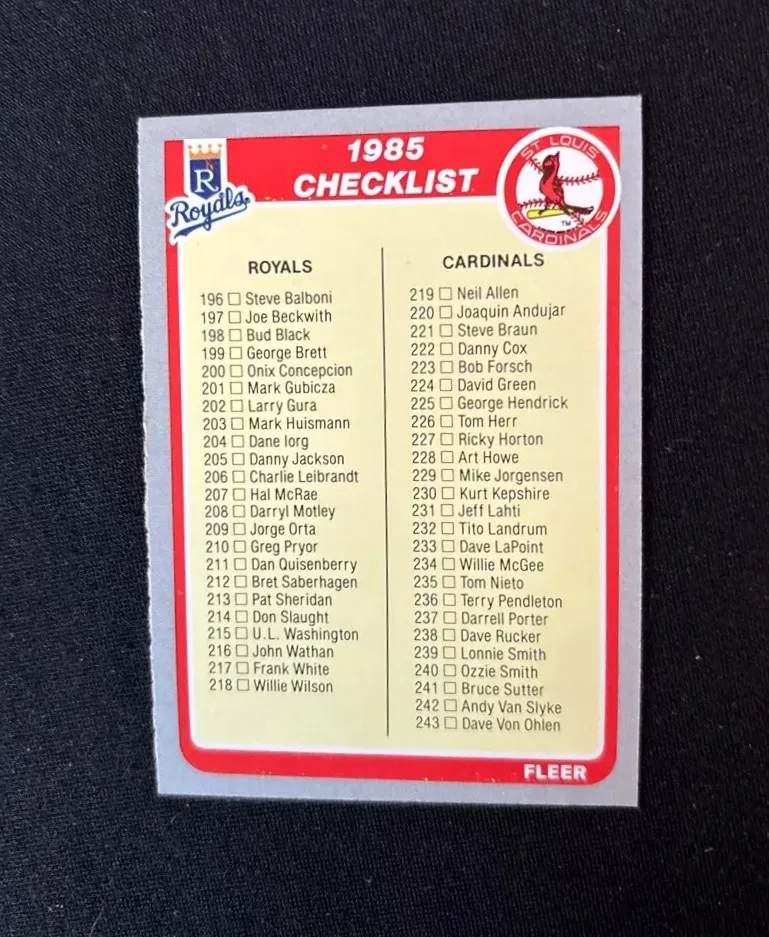 1985
CHECKLIST
R
Royals
ST LOUIS
CARDINALS
TM
ROYALS
196 Steve Balboni
197 Joe Beckwith
198 Bud Black
199 George Brett
200 Onix Concepcion
201 Mark Gubicza
202 Larry Gura
203 Mark Huismann
204 Dane Iorg
205 Danny Jackson
206 Charlie Leibrandt
207 Hal McRae
208 Darryl Motley
209 Jorge Orta
210 Greg Pryor
211 Dan Quisenberry
212 Bret Saberhagen
213 Pat Sheridan
214 Don Slaught
215 U.L. Washington
216 John Wathan
217 Frank White
218 Willie Wilson
CARDINALS
219 Neil Allen
220 Joaquin Andujar
221 Steve Braun
222 Danny Cox
223 Bob Forsch
224 David Green
225 George Hendrick
226 Tom Herr
227 Ricky Horton
228 Art Howe
229 Mike Jorgensen
230 Kurt Kepshire
231 Jeff Lahti
232 Tito Landrum
233 Dave LaPoint
234 Willie McGee
235 Tom Nieto
236 Terry Pendleton
237 Darrell Porter
238 Dave Rucker
239 Lonnie Smith
240 Ozzie Smith
241 Bruce Sutter
242 Andy Van Slyke
243 Dave Von Ohlen
FLEER